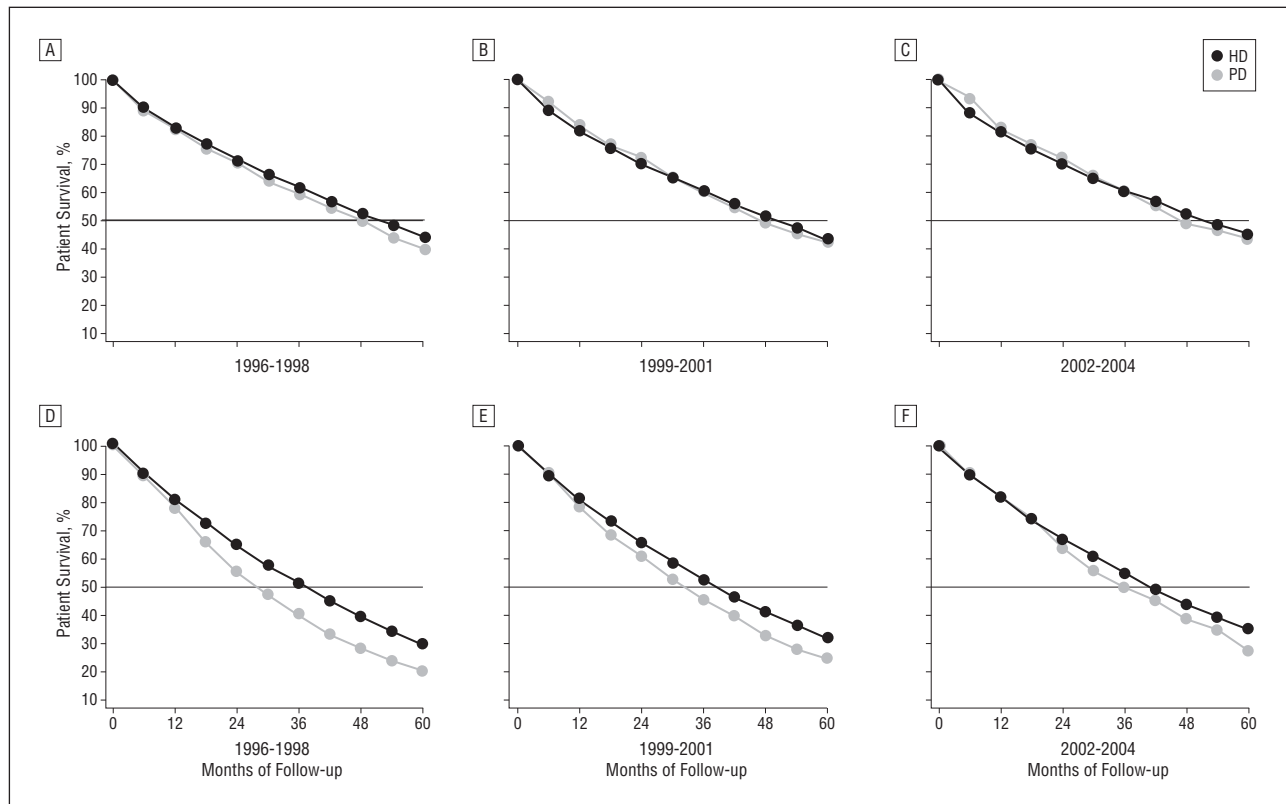 A
B
C
HD
PD
Patient Survival, %
100
90
80
70
60
50
40
30
20
10
1996-1998
1999-2001
2002-2004
D
E
F
Patient Survival, %
100
90
80
70
60
50
40
30
20
10
0 12 24 36 48 60
0 12 24 36 48 60
0 12 24 36 48 60
1996-1998
1999-2001
2002-2004
Months of Follow-up
Months of Follow-up
Months of Follow-up